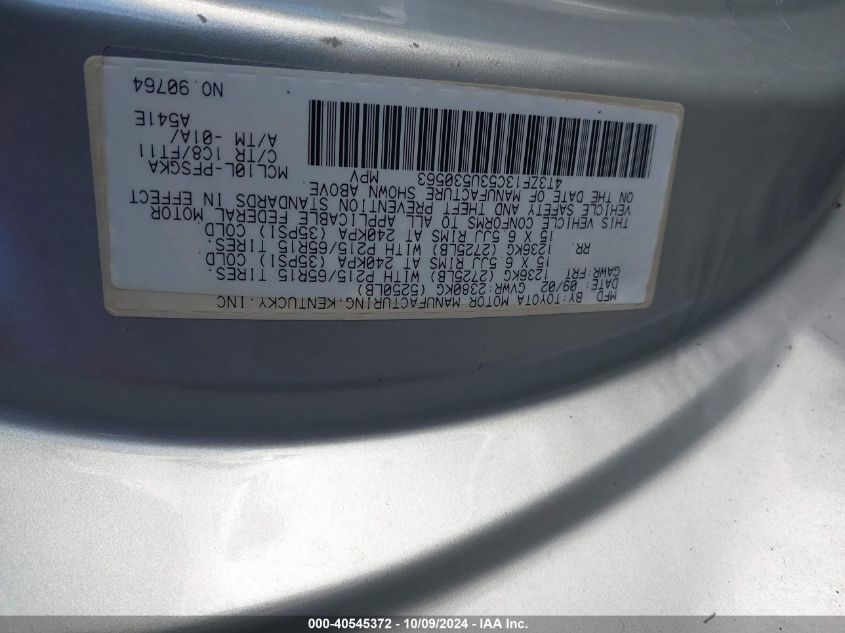 MFD BY:TOYOTA MOTOR MANUFACTURING,KENTUCKY,INC.
DATE: 09/02 GVWR:2380KG (5250LB)
GAWR:FRT 1236KG (2725LB) WITH P215/65R15 TIRES.
15 X 6.5JJ RIMS AT 240KPA (35PSI) COLD
RR. 1236KG (2725LB) WITH P215/65R15 TIRES.
15 X 6.5JJ RIMS AT 240KPA (35PSI) COLD
THIS VEHICLE CONFORMS TO ALL APPLICABLE FEDERAL MOTOR
VEHICLE SAFETY AND THEFT PREVENTION STANDARDS IN EFFECT
ON THE DATE OF MANUFACTURE SHOWN ABOVE
4T3ZF13C53U530553 MPV
MCL10L-PFSGKA
C/TR 1C8/FT11
A/TM -01A/
A541E
NO.90764
000-40545372 - 10/09/2024 - IAA Inc.